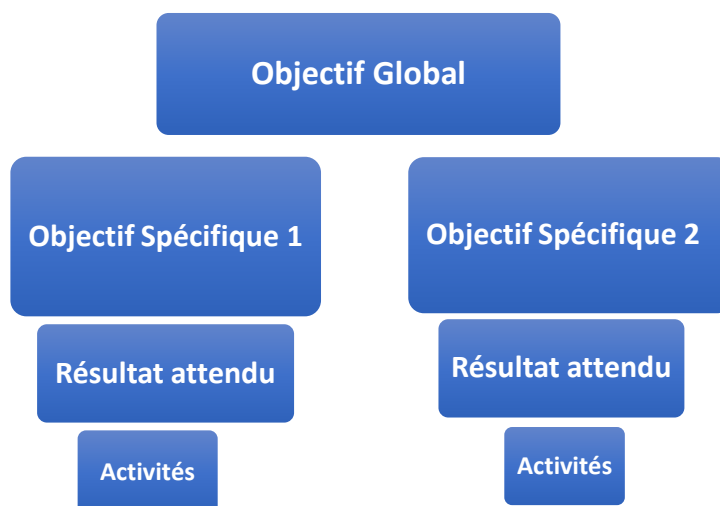 Objectif Global
Objectif Spécifique 1
Objectif Spécifique 2
Résultat attendu
Résultat attendu
Activités
Activités